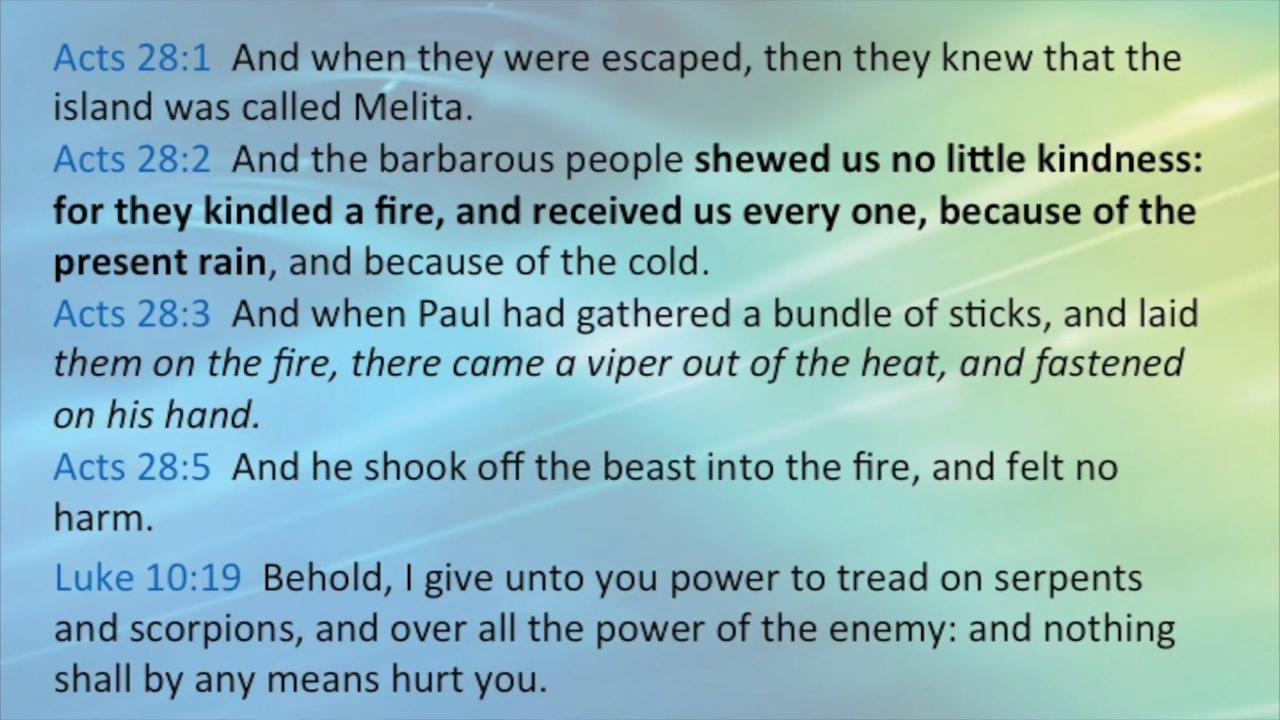 Acts 28:1 And when they were escaped, then they knew that the
island was called Melita.
Acts 28:2 And the barbarous people shewed us no little kindness:
for they kindled a fire, and received us every one, because of the
present rain, and because of the cold.
Acts 28:3 And when Paul had gathered a bundle of sticks, and laid
them on the fire, there came a viper out of the heat, and fastened
on his hand.
Acts 28:5 And he shook off the beast into the fire, and felt no
harm.
Luke 10:19 Behold, I give unto you power to tread on serpents
and scorpions, and over all the power of the enemy: and nothing
shall by any means hurt you.